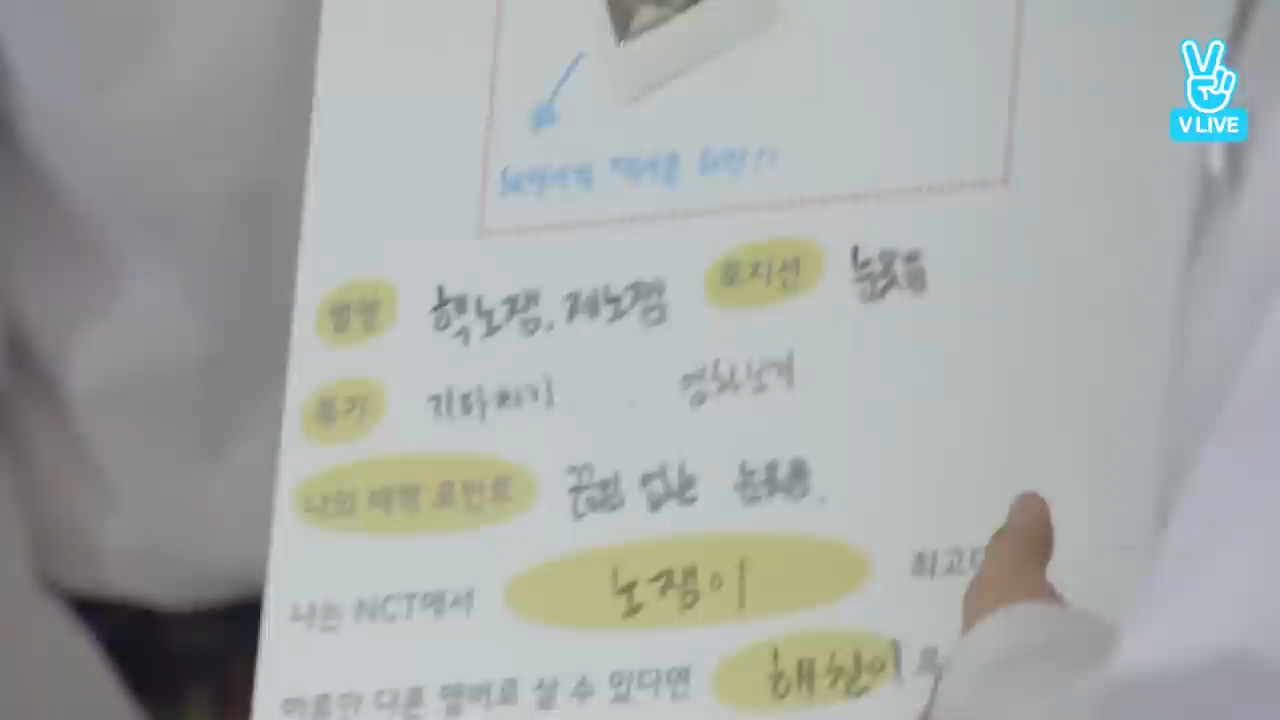 V LIVE
별명 핵노잼, 제노잼 포지션 눈웃음
특기 기타치기 영화보기
나의 매력 포인트 끝이 없는 눈웃음.
나는 NCT에서 노잼이 최고다
하루만 다른 멤버로 살 수 있다면 해찬이